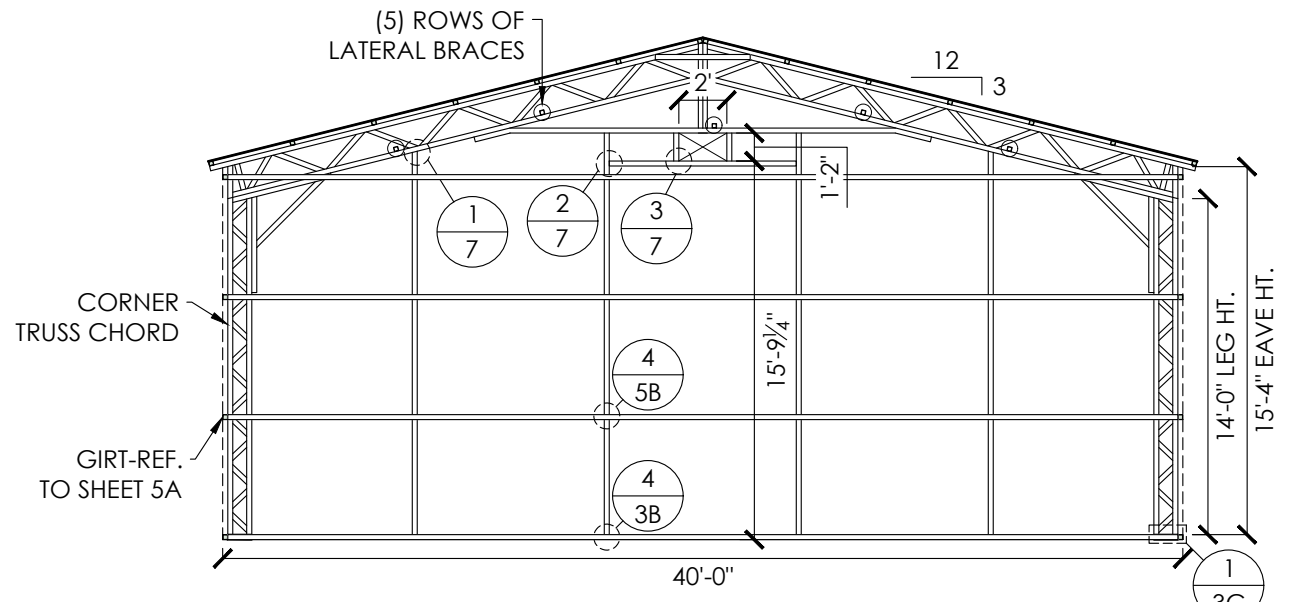 (5) ROWS OF
LATERAL BRACES
12
3
2'
1'-2"
1
7
2
7
3
7
CORNER
TRUSS CHORD
15'-9¼"
14'-0" LEG HT.
15'-4" EAVE HT.
4
5B
GIRT-REF.
TO SHEET 5A
4
3B
40'-0"
1